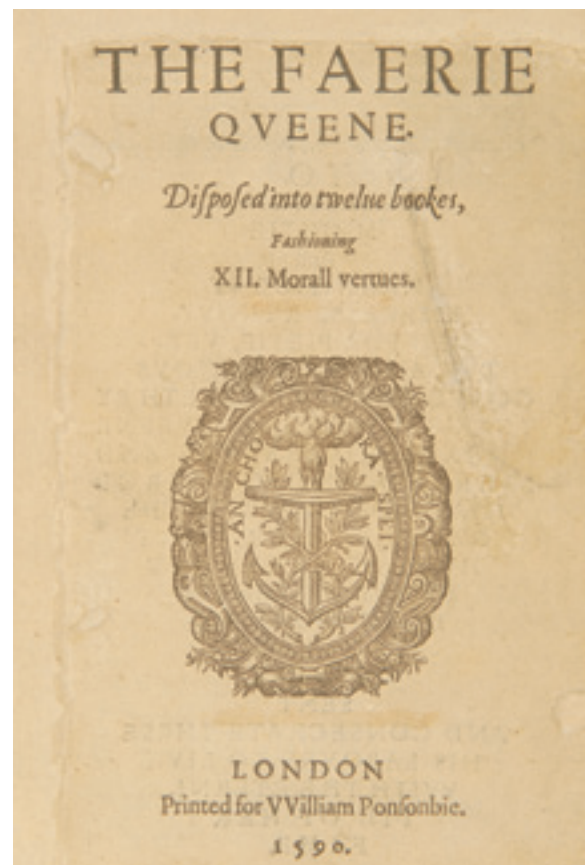 THE FAERIE
QVEENE.
Diſpoſed into twelue bookes,
Faſhioning
XII. Morall vertues.
ANCHORA SPEI
LONDON
Printed for VVilliam Ponſonbie.
1590.